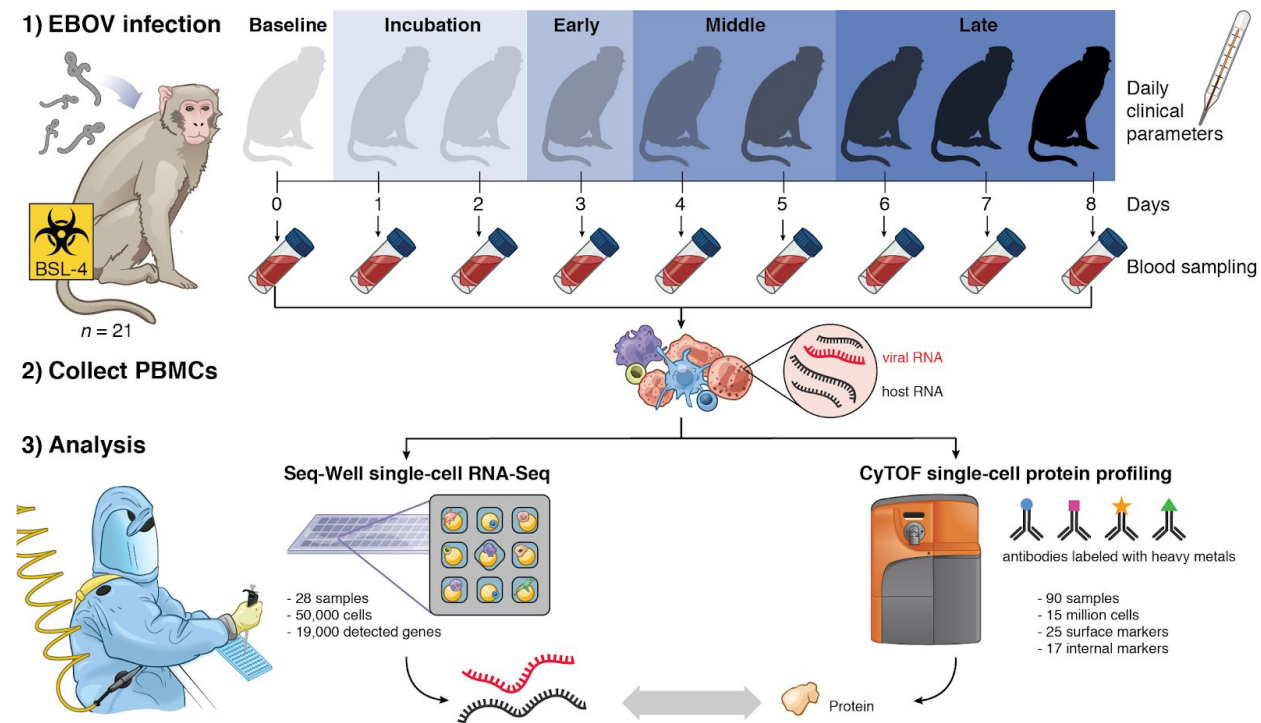 1) EBOV infection
Baseline
Incubation
Early
Middle
Late
Daily
clinical
parameters
0
1
2
3
4
5
6
7
8
Days
BSL-4
Blood sampling
n = 21
viral RNA
2) Collect PBMCs
host RNA
3) Analysis
Seq-Well single-cell RNA-Seq
- 28 samples
- 50,000 cells
- 19,000 detected genes
CyTOF single-cell protein profiling
antibodies labeled with heavy metals
- 90 samples
- 15 million cells
- 25 surface markers
- 17 internal markers
Protein